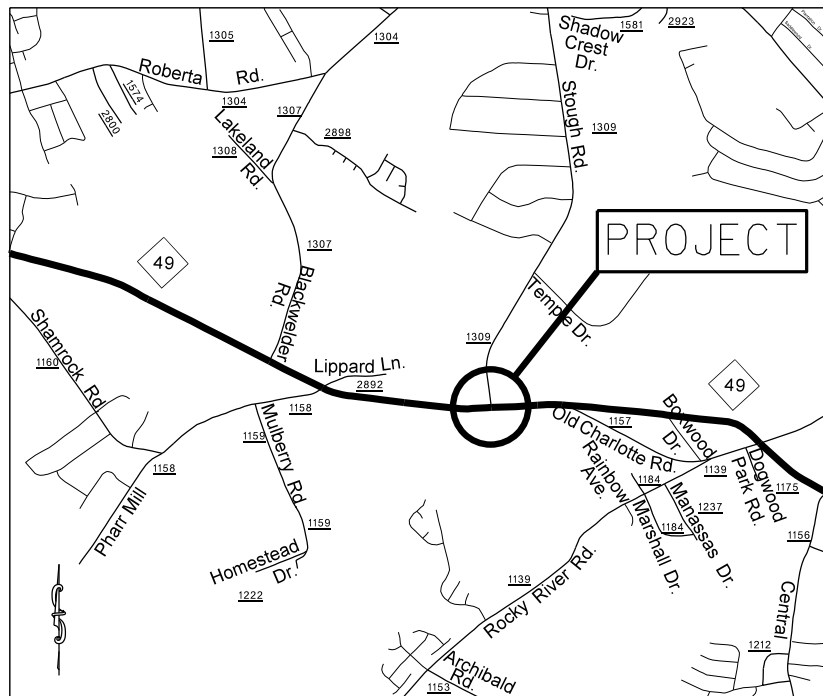 1305
1304
Shadow
Crest
Dr.
1581
2923
Roberta Rd.
1574
2800
1304
1307
Lakeland
Rd.
1308
2898
Stough Rd.
1309
PROJECT
49
1307
Blackwelder
Rd.
Temple Dr.
1309
Shamrock Rd
1160
Lippard Ln.
2892
49
1158
1159
Mulberry Rd
1158
Pharr Mill
1159
Homestead
Dr.
1222
Old Charlotte Rd.
1157
Boxwood
Dr.
1139
Dogwood
Park Rd.
1175
Rainbow
Ave.
1184
Marshall Dr.
1184
Manassas Dr.
1237
1156
Central
1139
Rocky River Rd.
Archibald
Rd.
1153
1212